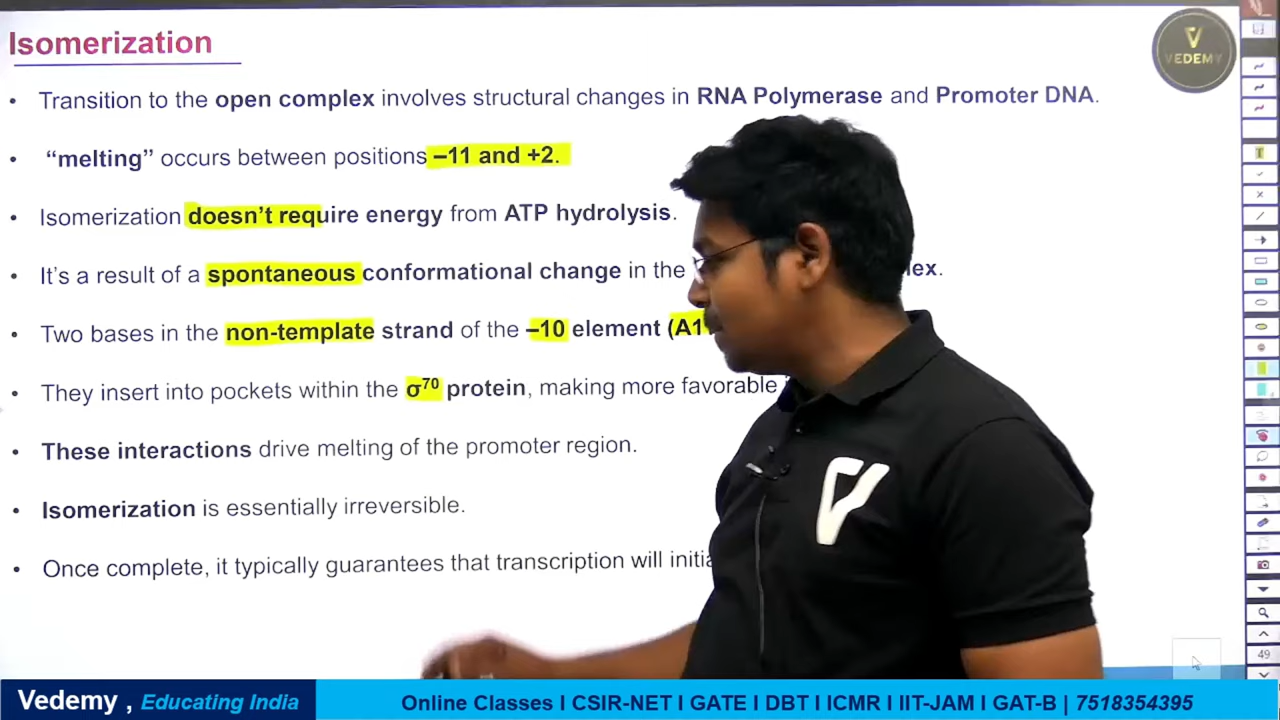 Isomerization
VEDEMY
• Transition to the open complex involves structural changes in RNA Polymerase and Promoter DNA.
• “melting” occurs between positions –11 and +2.
• Isomerization doesn’t require energy from ATP hydrolysis.
• It’s a result of a spontaneous conformational change in the
• Two bases in the non-template strand of the –10 element
• They insert into pockets within the σ70 protein, making more favorable
• These interactions drive melting of the promoter region.
• Isomerization is essentially irreversible.
• Once complete, it typically guarantees that transcription will
49
Vedemy , Educating India
Online Classes I CSIR-NET I GATE I DBT I ICMR I IIT-JAM I GAT-B | 7518354395